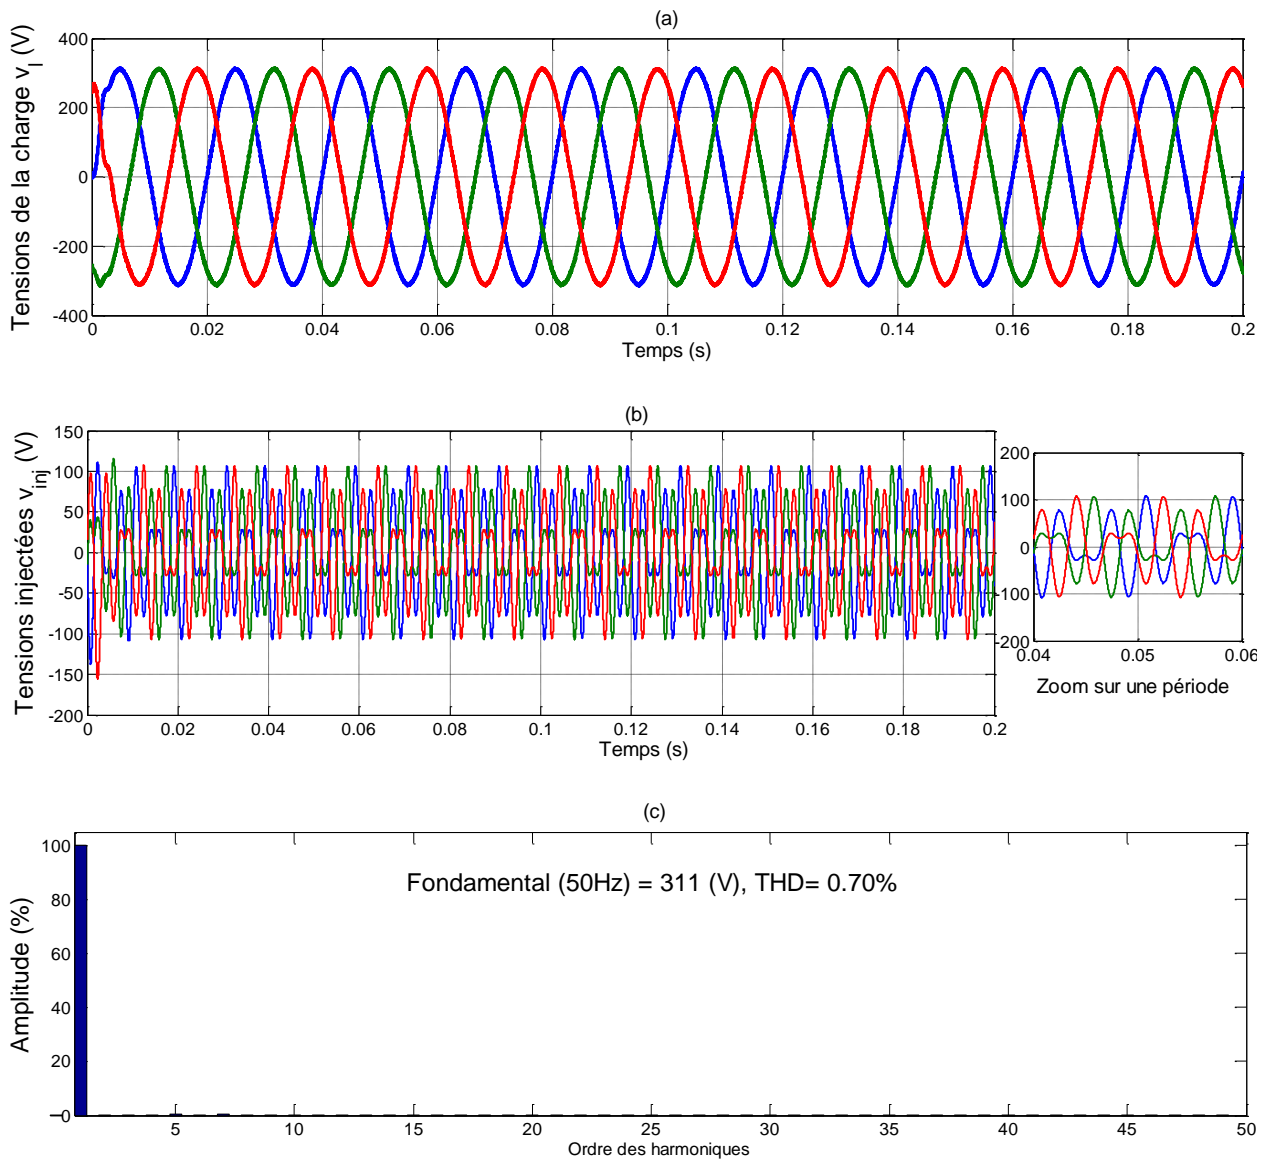 (a)
Tensions de la charge v_l (V)
400
200
0
-200
-400
0 0.02 0.04 0.06 0.08 0.1 0.12 0.14 0.16 0.18 0.2
Temps (s)
(b)
Tensions injectées v_inj (V)
150
100
50
0
-50
-100
-150
-200
0 0.02 0.04 0.06 0.08 0.1 0.12 0.14 0.16 0.18 0.2
Temps (s)
200
100
0
-100
-200
0.04 0.05 0.06
Zoom sur une période
(c)
Amplitude (%)
100
80
60
40
20
0
Fondamental (50Hz) = 311 (V), THD= 0.70%
5 10 15 20 25 30 35 40 45 50
Ordre des harmoniques